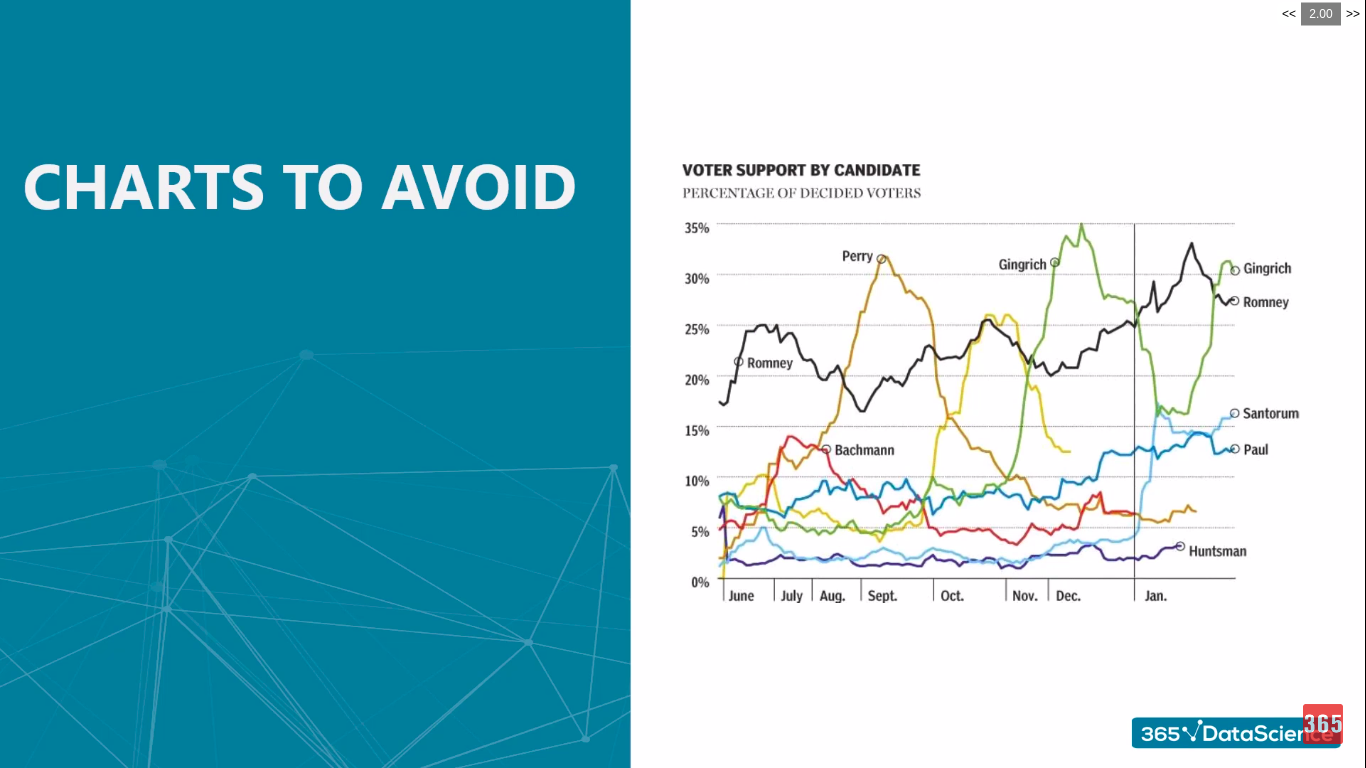 << 2.00 >>
CHARTS TO AVOID
VOTER SUPPORT BY CANDIDATE
PERCENTAGE OF DECIDED VOTERS
35%
30%
25%
20%
15%
10%
5%
0%
Perry
Gingrich
Gingrich
Romney
Romney
Bachmann
Santorum
Paul
Huntsman
June July Aug. Sept. Oct. Nov. Dec. Jan.
365 DataScience
365